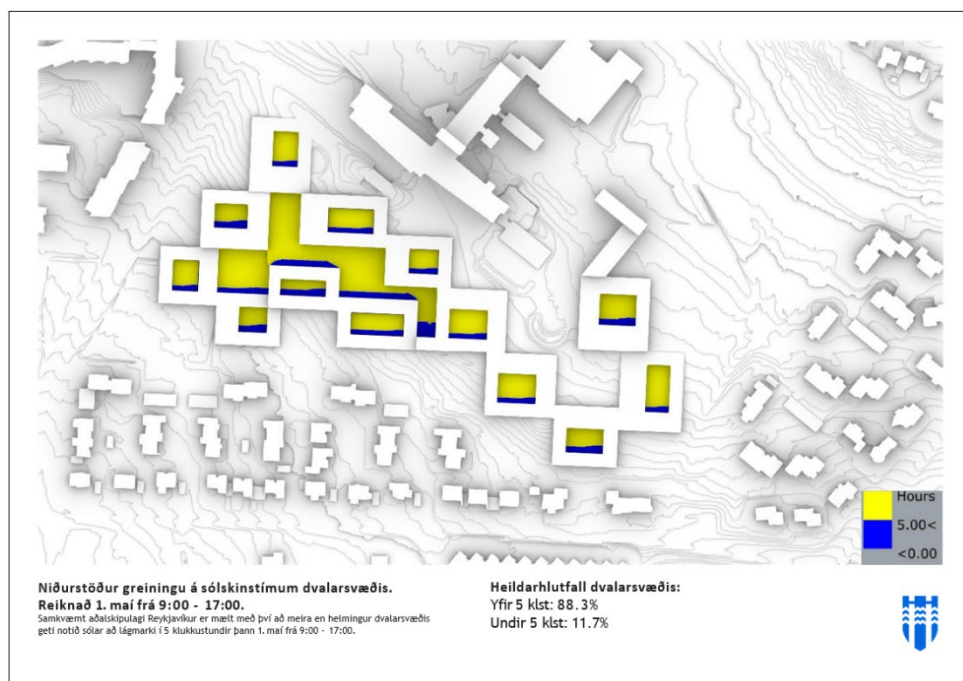 Hours
5.00<
<0.00
Niðurstöður greiningu á sólskinstímum dvalarsvæðis.
Reiknað 1. maí frá 9:00 - 17:00.
Samkvæmt aðalskipulagi Reykjavíkur er mælt með því að meira en helmingur dvalarsvæðis
geti notið sólar að lágmarki í 5 klukkustundir þann 1. maí frá 9:00 - 17:00.
Heildarhlutfall dvalarsvæðis:
Yfir 5 klst: 88.3%
Undir 5 klst: 11.7%